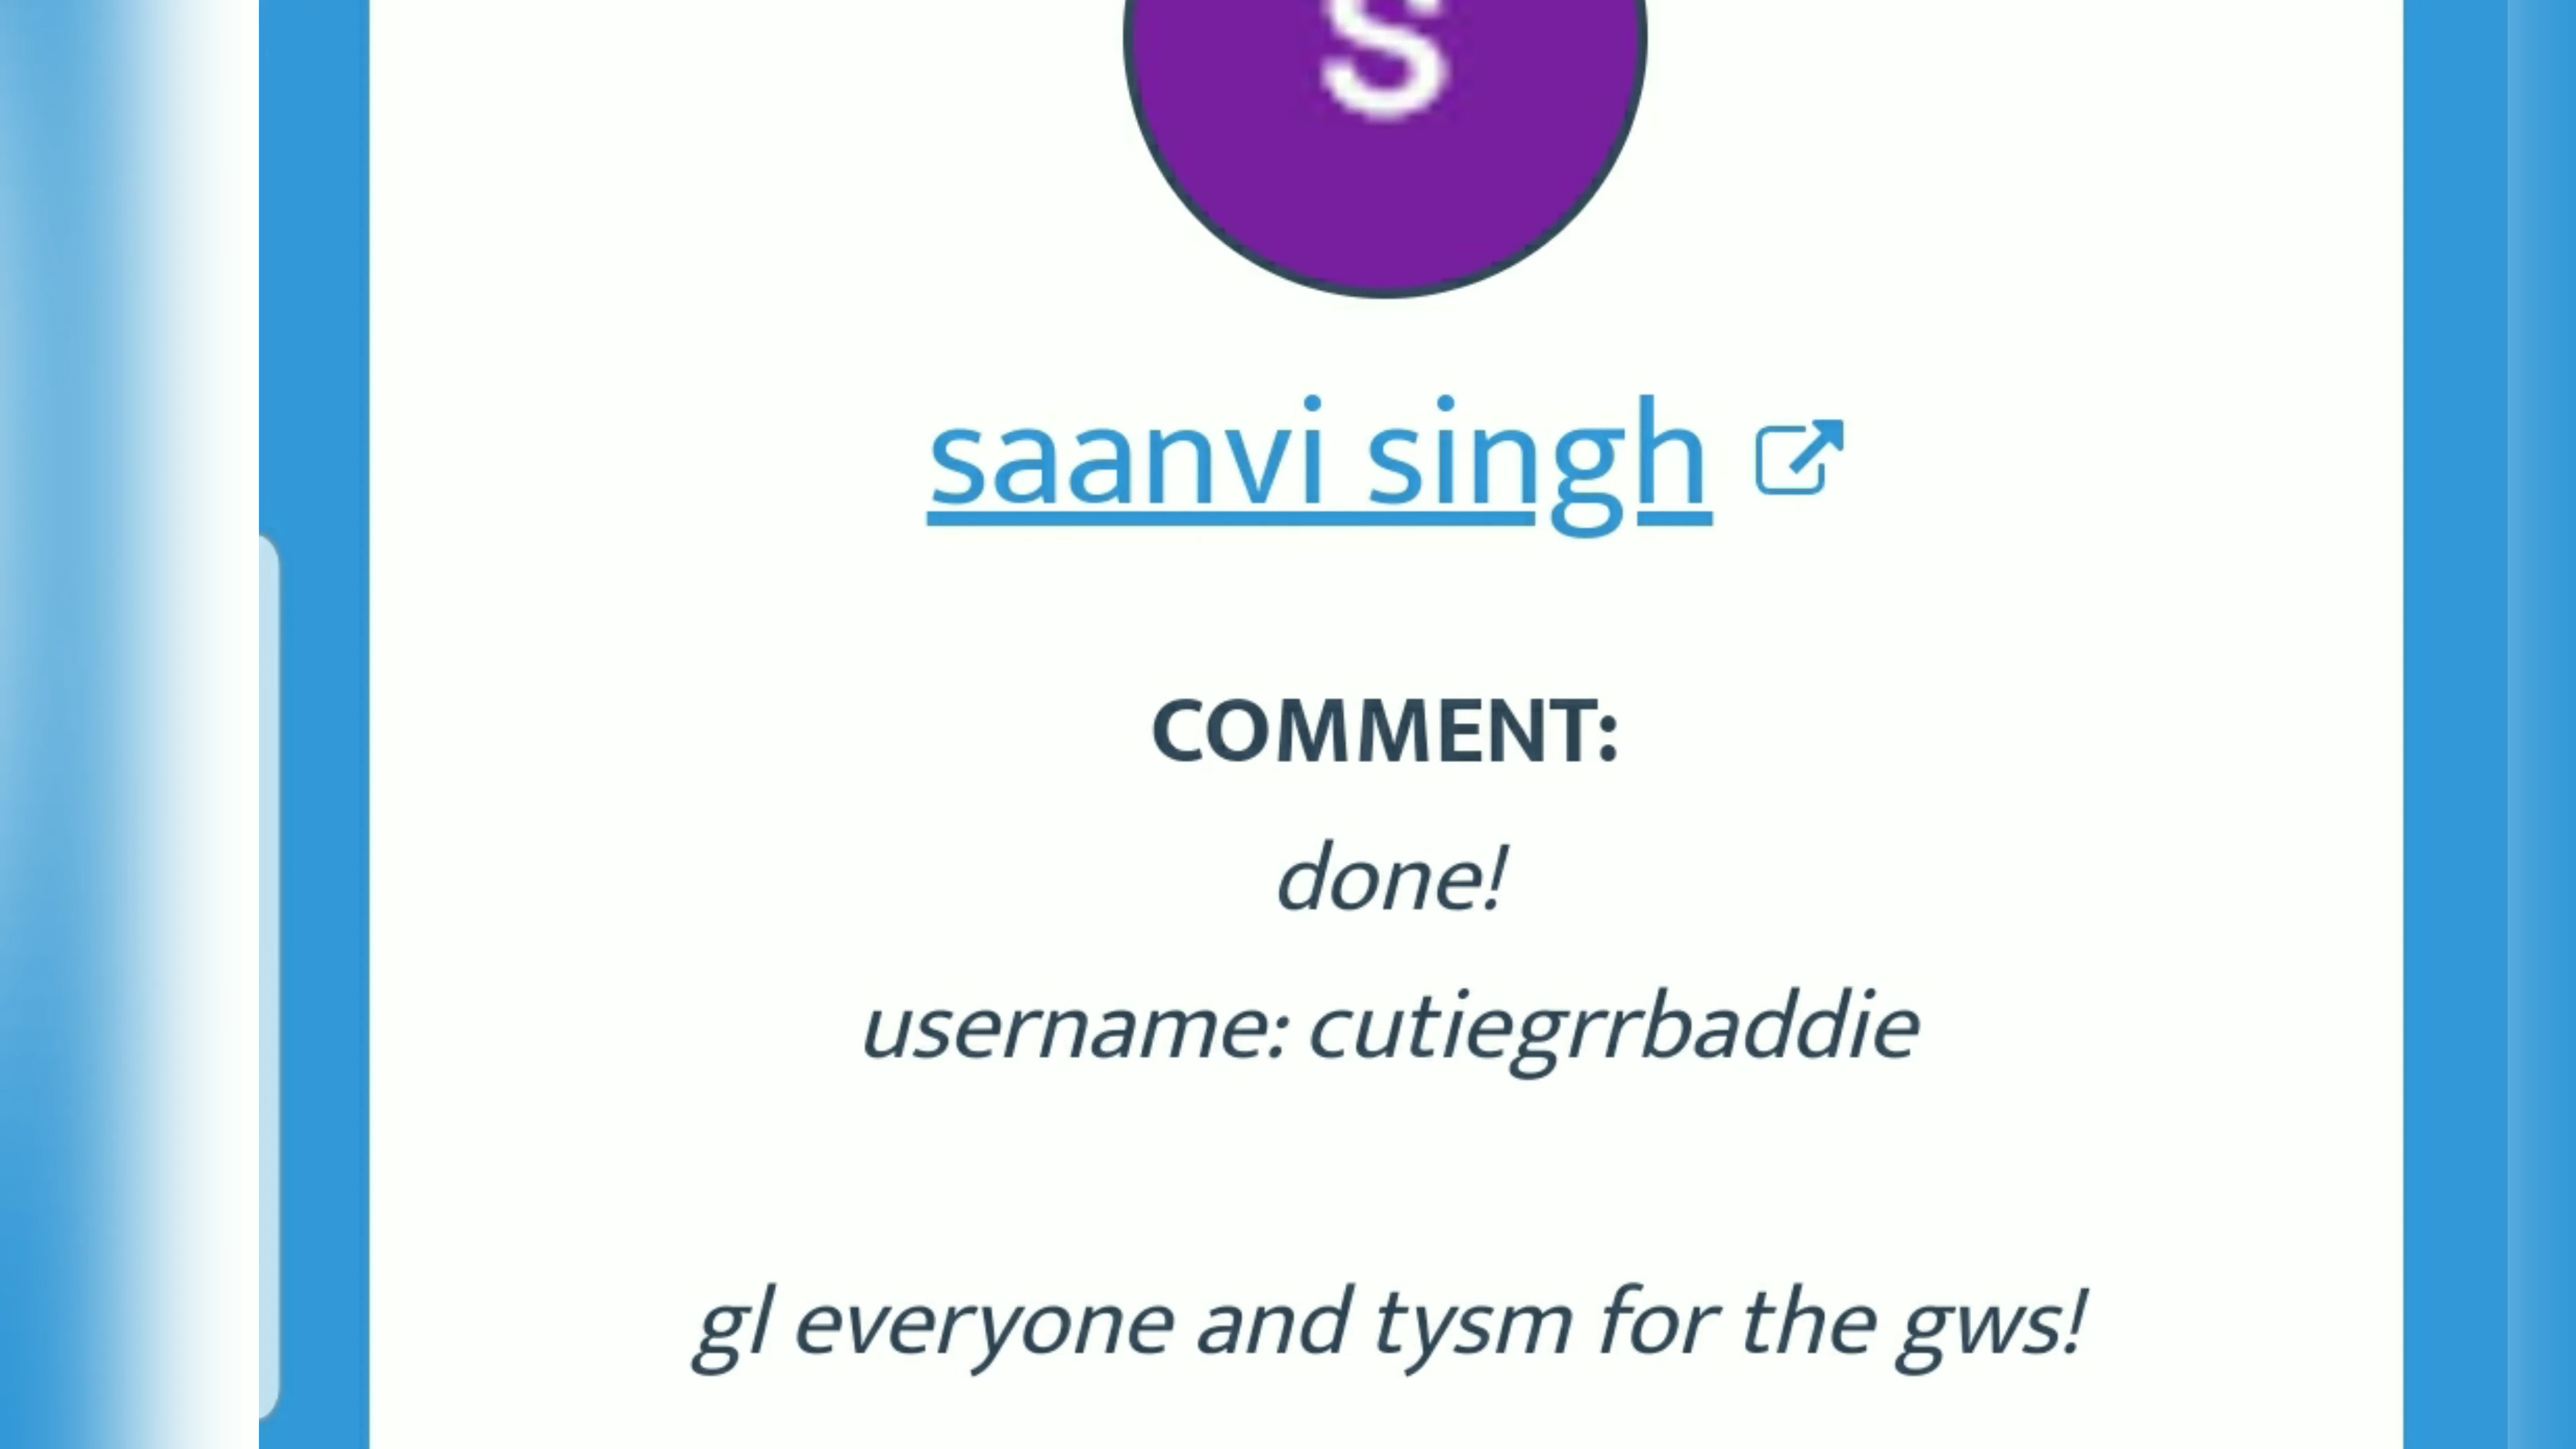 S
saanvi singh
COMMENT:
done!
username: cutiegrrbaddie
gl everyone and tysm for the gws!